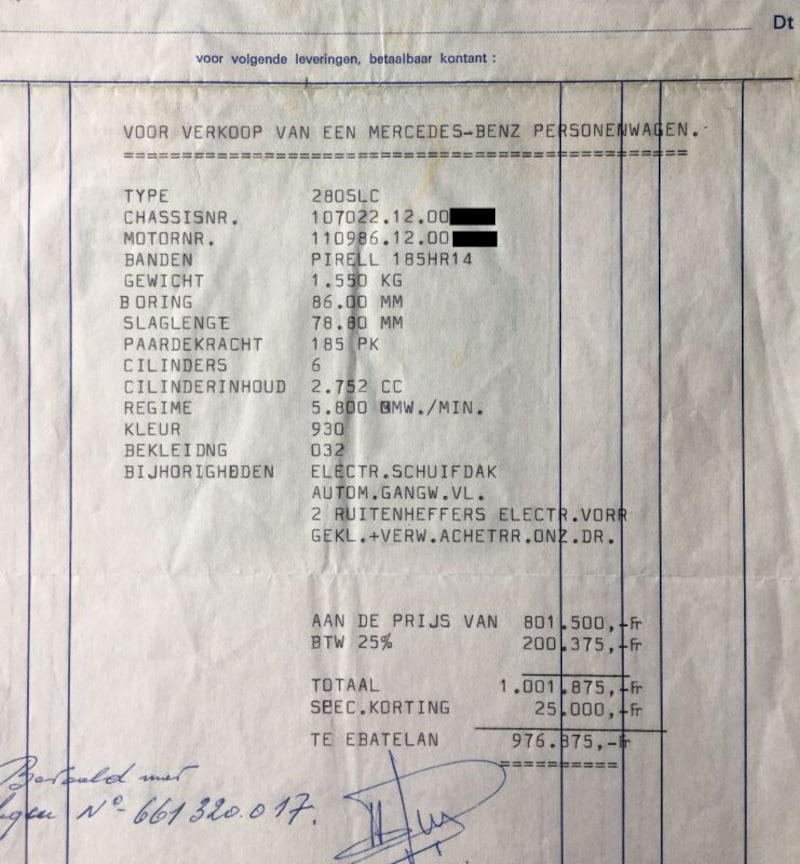 Dt
voor volgende leveringen, betaalbaar kontant :
VOOR VERKOOP VAN EEN MERCEDES-BENZ PERSONENWAGEN.
TYPE 280SLC
CHASSISNR. 107022.12.00
MOTORNR. 110986.12.00
BANDEN PIRELL 185HR14
GEWICHT 1.550 KG
BORING 86.00 MM
SLAGLENGTE 78.80 MM
PAARDEKRACHT 185 PK
CILINDERS 6
CILINDERINHOUD 2.752 CC
REGIME 5.800 OMW./MIN.
KLEUR 930
BEKLEIDNG 032
BIJHORIGHEDEN ELECTR.SCHUIFDAK
AUTOM.GANGW.VL.
2 RUITENHEFFERS ELECTR.VORR
GEKL.+VERW.ACHETRR.ONZ.DR.
AAN DE PRIJS VAN 801.500,-Fr
BTW 25% 200.375,-Fr
TOTAAL 1.001.875,-Fr
SPEC.KORTING 25.000,-Fr
TE EBATELAN 976.875,-Fr
Betaald met
N°-661320.017.